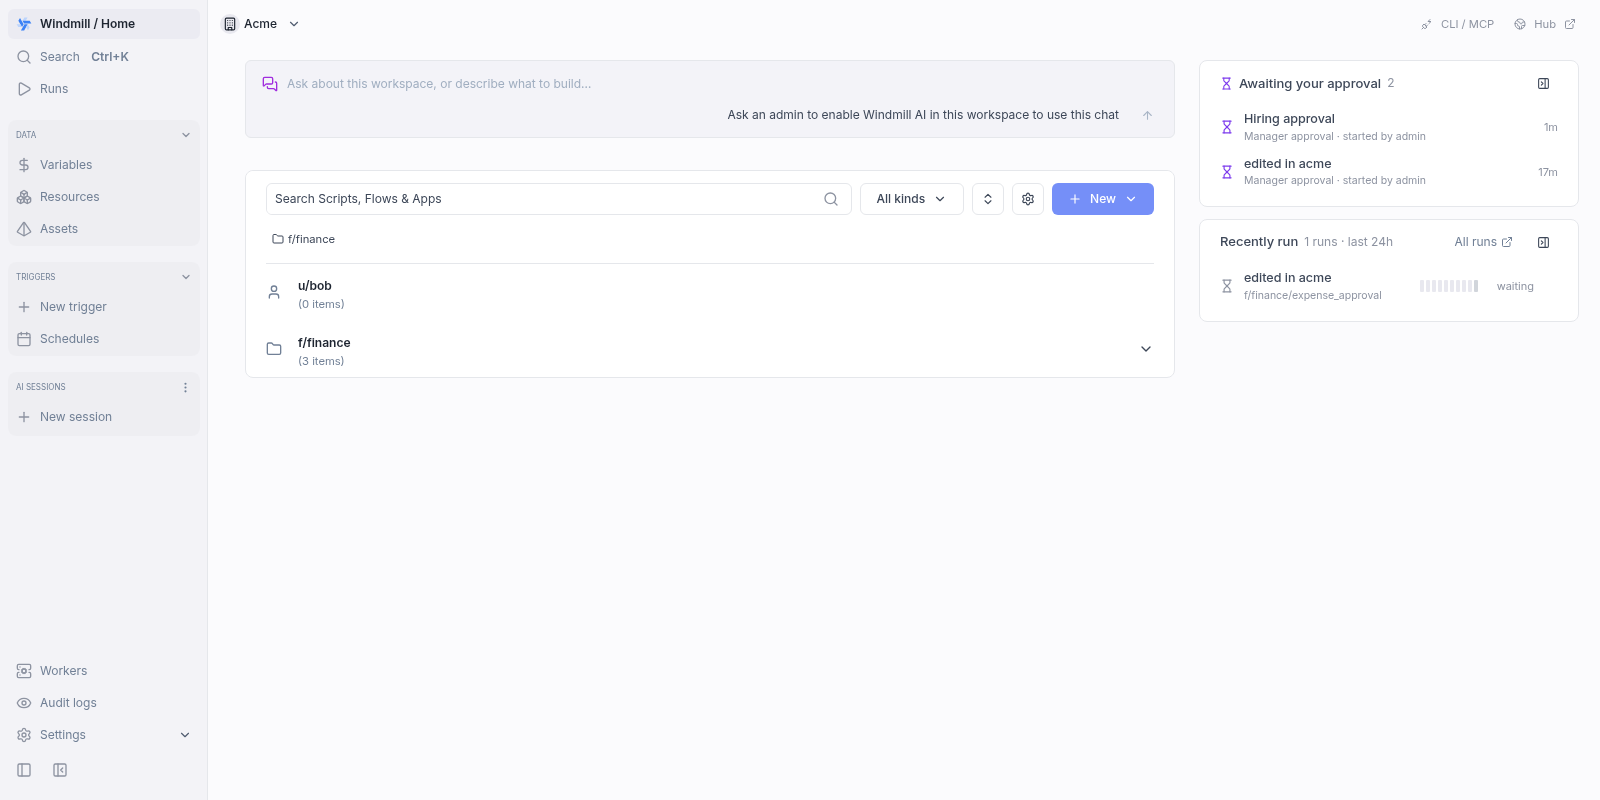 Windmill / Home
Search Ctrl+K
Runs
DATA
Variables
Resources
Assets
TRIGGERS
New trigger
Schedules
AI SESSIONS
New session
Workers
Audit logs
Settings
Acme
CLI / MCP
Hub
Ask about this workspace, or describe what to build...
Ask an admin to enable Windmill AI in this workspace to use this chat
Search Scripts, Flows & Apps
All kinds
New
f/finance
u/bob
(0 items)
f/finance
(3 items)
Awaiting your approval 2
Hiring approval
Manager approval · started by admin
1m
edited in acme
Manager approval · started by admin
17m
Recently run 1 runs · last 24h
All runs
edited in acme
f/finance/expense_approval
waiting